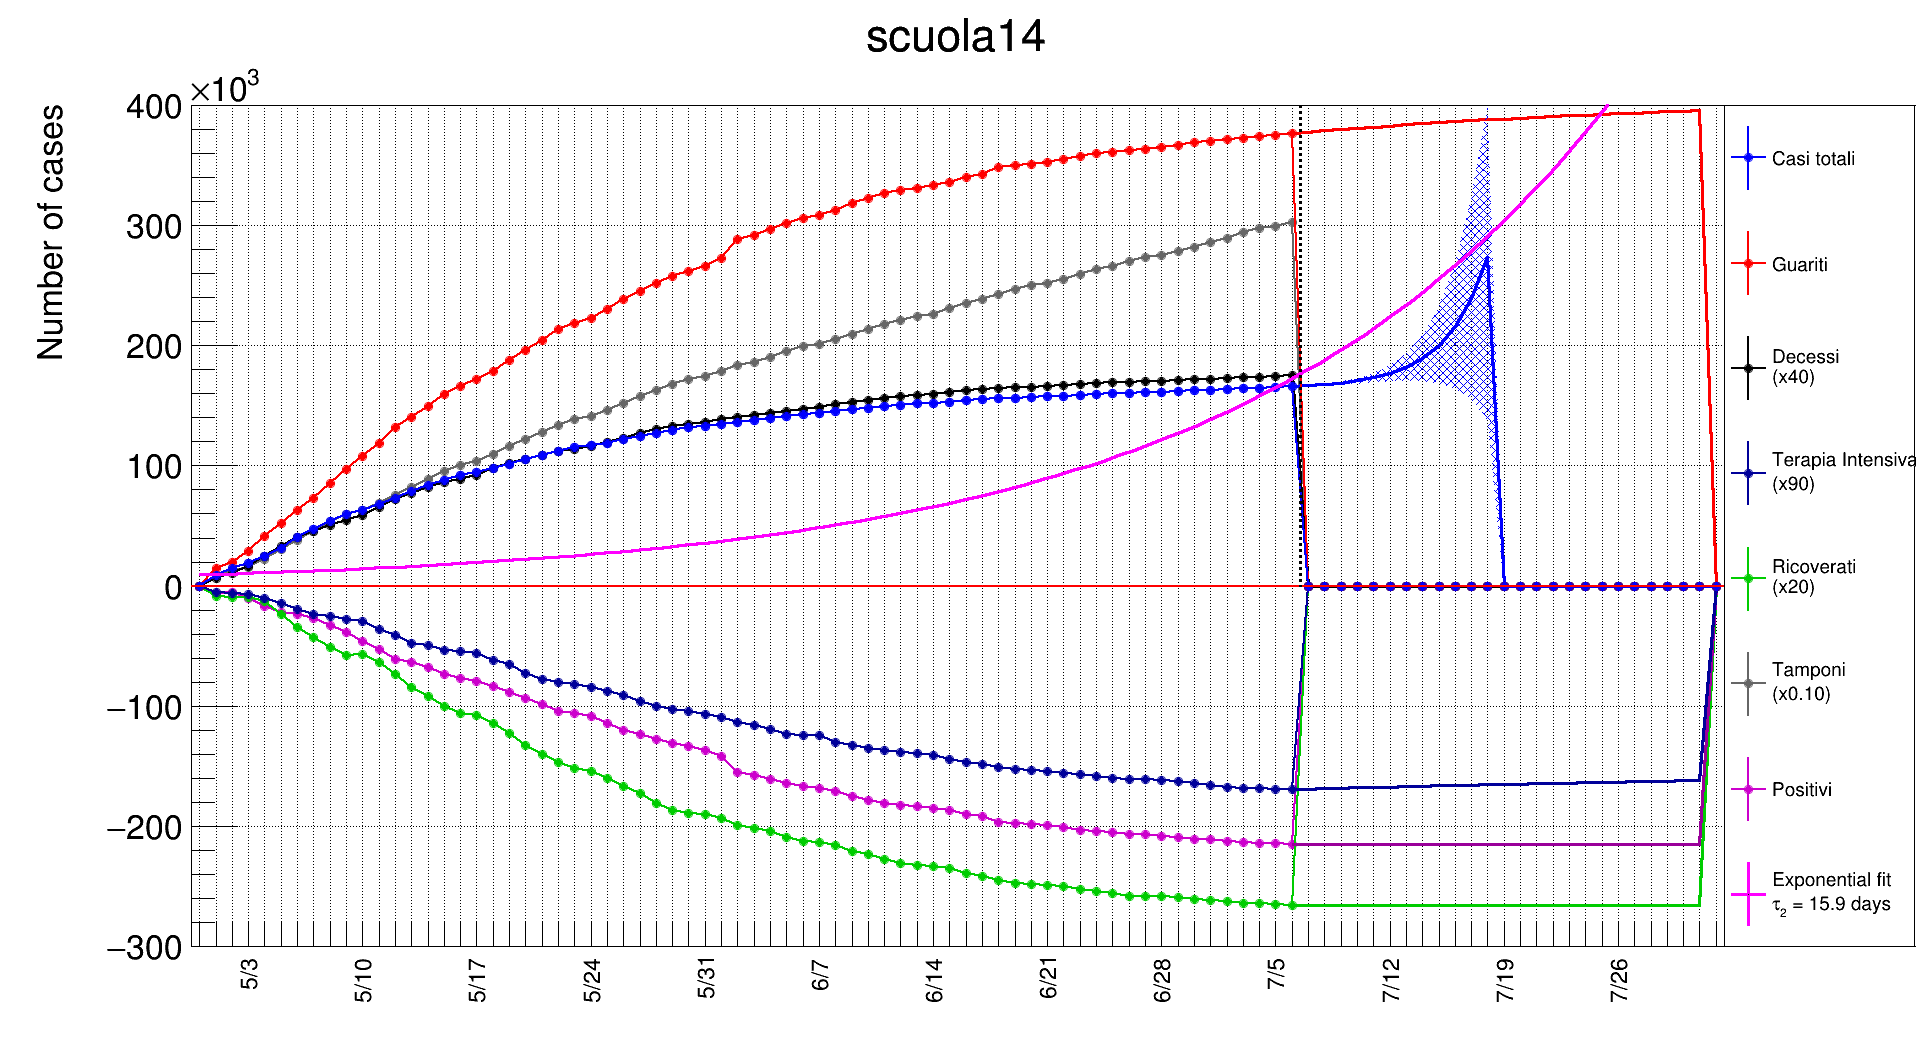 scuola14
×10³
Number of cases
400
300
200
100
0
−100
−200
−300
5/3
5/10
5/17
5/24
5/31
6/7
6/14
6/21
6/28
7/5
7/12
7/19
7/26
Casi totali
Guariti
Decessi
(x40)
Terapia Intensiva
(x90)
Ricoverati
(x20)
Tamponi
(x0.10)
Positivi
Exponential fit
τ₂ = 15.9 days